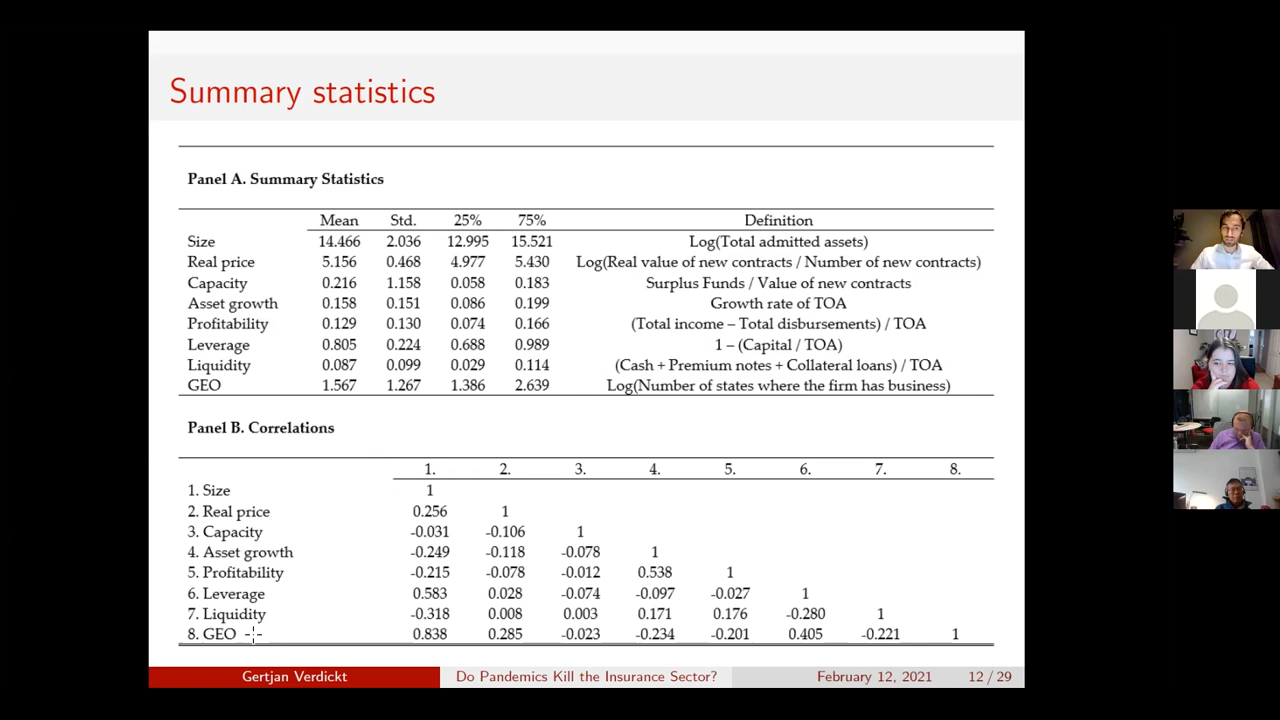 Summary statistics
Panel A. Summary Statistics
Mean Std. 25% 75% Definition
Size 14.466 2.036 12.995 15.521 Log(Total admitted assets)
Real price 5.156 0.468 4.977 5.430 Log(Real value of new contracts / Number of new contracts)
Capacity 0.216 1.158 0.058 0.183 Surplus Funds / Value of new contracts
Asset growth 0.158 0.151 0.086 0.199 Growth rate of TOA
Profitability 0.129 0.130 0.074 0.166 (Total income – Total disbursements) / TOA
Leverage 0.805 0.224 0.688 0.989 1 – (Capital / TOA)
Liquidity 0.087 0.099 0.029 0.114 (Cash + Premium notes + Collateral loans) / TOA
GEO 1.567 1.267 1.386 2.639 Log(Number of states where the firm has business)
Panel B. Correlations
1. 2. 3. 4. 5. 6. 7. 8.
1. Size 1
2. Real price 0.256 1
3. Capacity -0.031 -0.106 1
4. Asset growth -0.249 -0.118 -0.078 1
5. Profitability -0.215 -0.078 -0.012 0.538 1
6. Leverage 0.583 0.028 -0.074 -0.097 -0.027 1
7. Liquidity -0.318 0.008 0.003 0.171 0.176 -0.280 1
8. GEO 0.838 0.285 -0.023 -0.234 -0.201 0.405 -0.221 1
Gertjan Verdickt Do Pandemics Kill the Insurance Sector? February 12, 2021 12 / 29